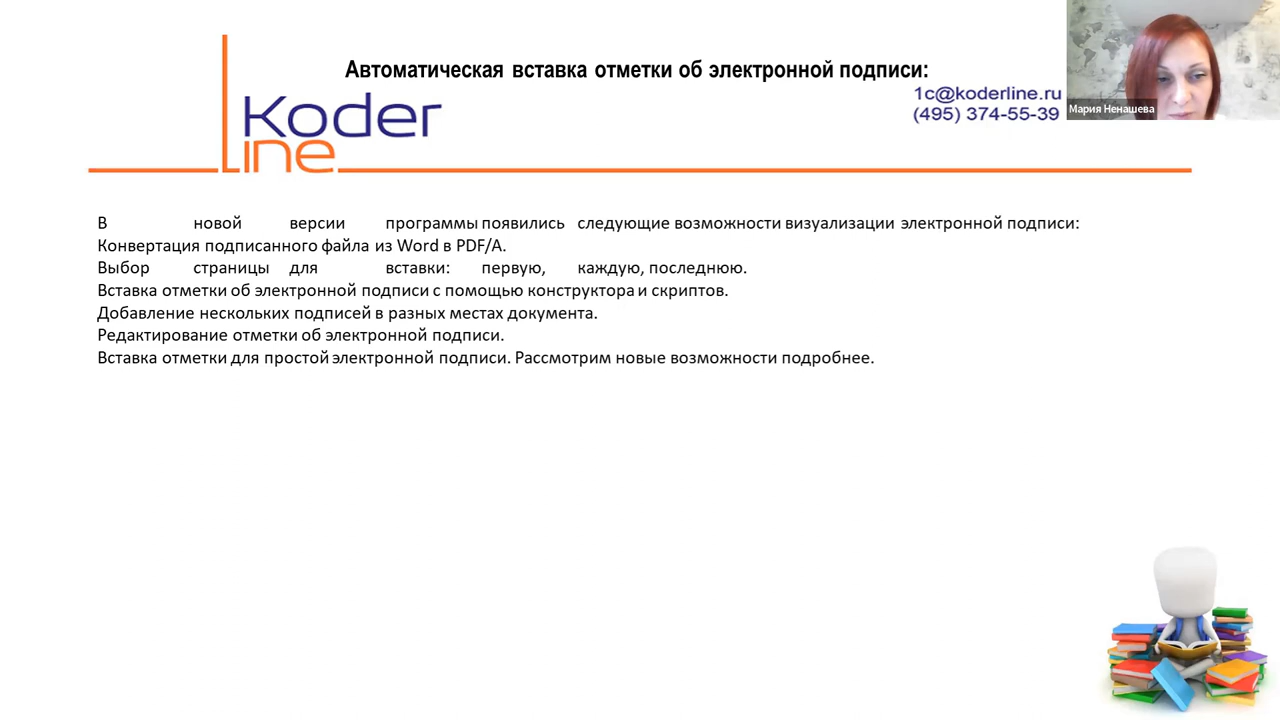 Автоматическая вставка отметки об электронной подписи:
Koder
Line
1c@koderline.ru
(495) 374-55-39
Мария Ненашева
В новой версии программы появились следующие возможности визуализации электронной подписи:
Конвертация подписанного файла из Word в PDF/A.
Выбор страницы для вставки: первую, каждую, последнюю.
Вставка отметки об электронной подписи с помощью конструктора и скриптов.
Добавление нескольких подписей в разных местах документа.
Редактирование отметки об электронной подписи.
Вставка отметки для простой электронной подписи. Рассмотрим новые возможности подробнее.